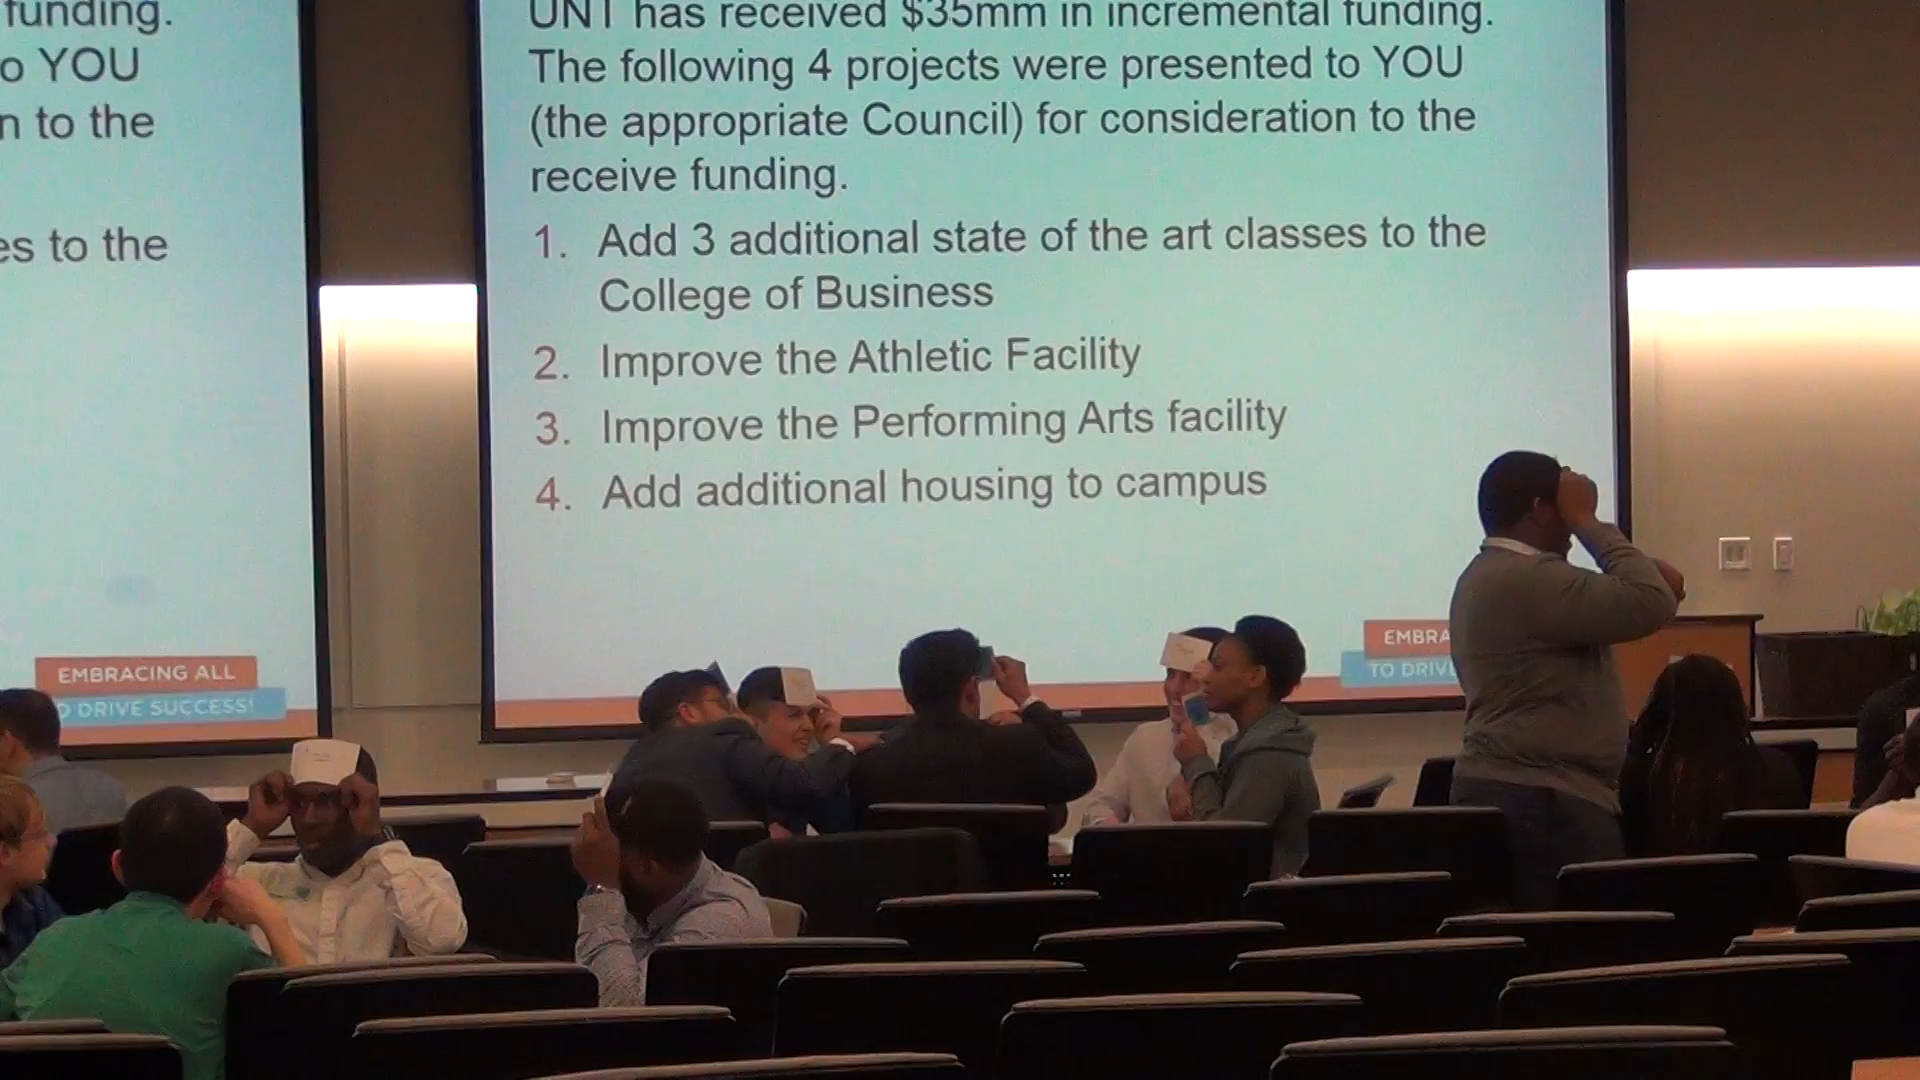 funding.
o YOU
n to the
es to the
EMBRACING ALL
O DRIVE SUCCESS!
UNT has received $35mm in incremental funding.
The following 4 projects were presented to YOU
(the appropriate Council) for consideration to the
receive funding.
1. Add 3 additional state of the art classes to the
College of Business
2. Improve the Athletic Facility
3. Improve the Performing Arts facility
4. Add additional housing to campus
EMBRA
TO DRIV